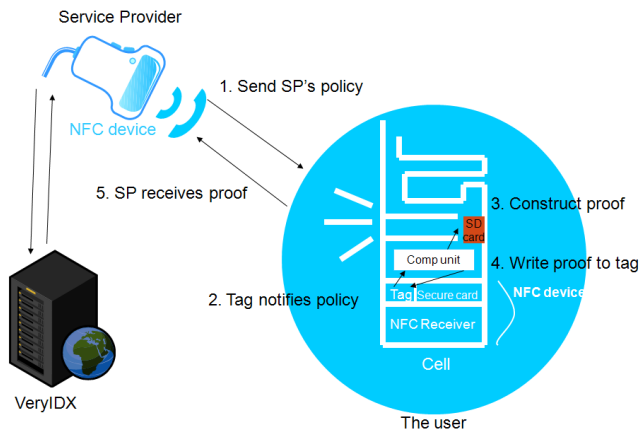 Service Provider
1. Send SP's policy
NFC device
5. SP receives proof
3. Construct proof
SD
card
Comp unit
4. Write proof to tag
2. Tag notifies policy
Tag
Secure card
NFC device
NFC Receiver
Cell
VeryIDX
The user